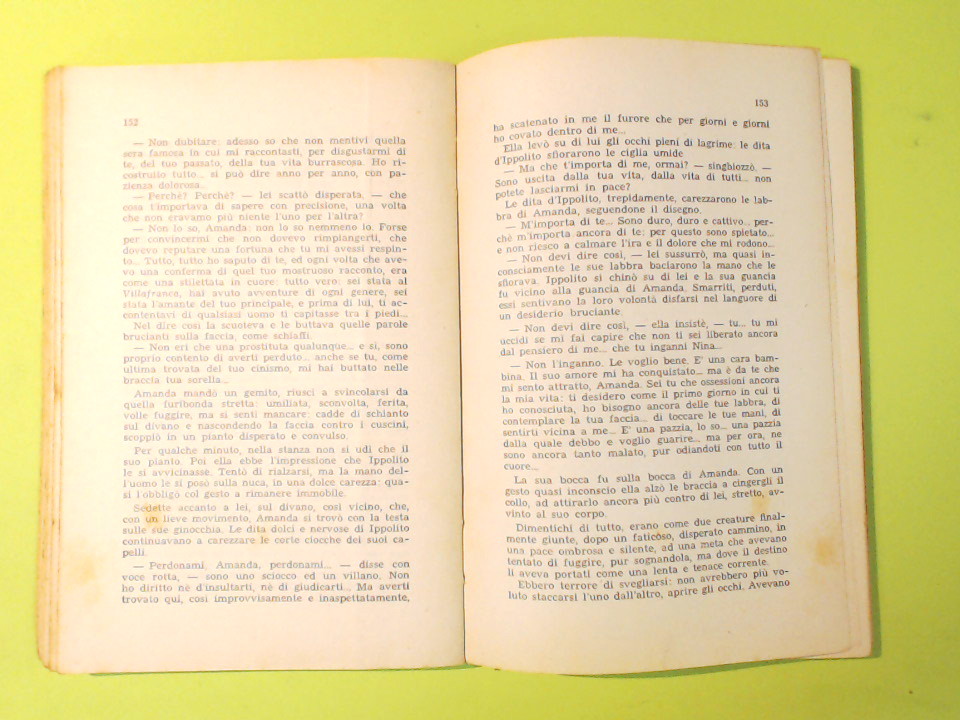 152
— Non dubitare: adesso so che non mentivi quella
sera famosa in cui mi raccontasti, per disgustarmi di
te, del tuo passato, della tua vita burrascosa. Ho ri-
costruito tutto... si può dire anno per anno, con pa-
zienza dolorosa...
— Perchè? Perchè? — lei scattò disperata, — che
cosa t'importava di sapere con precisione, una volta
che non eravamo più niente l'uno per l'altra?
— Non lo so, Amanda: non lo so nemmeno io. Forse
per convincermi che non dovevo rimpiangerti, che
dovevo reputare una fortuna che tu mi avessi respin-
to... Tutto, tutto ho saputo di te, ed ogni volta che ave-
vo una conferma di quel tuo mostruoso racconto, era
come una stilettata in cuore: tutto vero: sei stata al
Villafranca, hai avuto avventure di ogni genere, sei
stata l'amante del tuo principale, e prima di lui, ti ac-
contentavi di qualsiasi uomo ti capitasse tra i piedi...
Nel dire così la scuoteva e le buttava quelle parole
brucianti sulla faccia, come schiaffi.
— Non eri che una prostituta qualunque... e si, sono
proprio contento di averti perduto... anche se tu, come
ultima trovata del tuo cinismo, mi hai buttato nelle
braccia tua sorella...
Amanda mandò un gemito, riuscì a svincolarsi da
quella furibonda stretta: umiliata, sconvolta, ferita,
volle fuggire, ma si sentì mancare: cadde di schianto
sul divano e nascondendo la faccia contro i cuscini,
scoppiò in un pianto disperato e convulso.
Per qualche minuto, nella stanza non si udì che il
suo pianto. Poi ella ebbe l'impressione che Ippolito
le si avvicinasse. Tentò di rialzarsi, ma la mano del-
l'uomo le si posò sulla nuca, in una dolce carezza: qua-
si l'obbligò col gesto a rimanere immobile.
Sedette accanto a lei, sul divano, così vicino, che,
con un lieve movimento, Amanda si trovò con la testa
sulle sue ginocchia. Le dita dolci e nervose di Ippolito
continuavano a carezzare le corte ciocche dei suoi ca-
pelli.
— Perdonami, Amanda, perdonami... — disse con
voce rotta, — sono uno sciocco ed un villano. Non
ho diritto nè d'insultarti, nè di giudicarti... Ma averti
trovato qui, così improvvisamente e inaspettatamente,
153
ha scatenato in me il furore che per giorni e giorni
ho covato dentro di me...
Ella levò su di lui gli occhi pieni di lagrime: le dita
d'Ippolito sfiorarono le ciglia umide
— Ma che t'importa di me, ormai? — singhiozzò, —
Sono uscita dalla tua vita, dalla vita di tutti... non
potete lasciarmi in pace?
Le dita d'Ippolito, trepidamente, carezzarono le lab-
bra di Amanda, seguendone il disegno.
— M'importa di te... Sono duro, duro e cattivo... per-
chè m'importa ancora di te: per questo sono spietato...
e non riesco a calmare l'ira e il dolore che mi rodono...
— Non devi dire così, — lei sussurrò, ma quasi in-
consciamente le sue labbra baciarono la mano che le
sfiorava. Ippolito si chinò su di lei e la sua guancia
fu vicino alla guancia di Amanda. Smarriti, perduti,
essi sentivano la loro volontà disfarsi nel languore di
un desiderio bruciante.
— Non devi dire così, — ella insistè, — tu... tu mi
uccidi se mi fai capire che non ti sei liberato ancora
dal pensiero di me... che tu inganni Nina...
— Non l'inganno. Le voglio bene. E' una cara bam-
bina. Il suo amore mi ha conquistato... ma è da te che
mi sento attratto, Amanda. Sei tu che ossessioni ancora
la mia vita: ti desidero come il primo giorno in cui ti
ho conosciuta, ho bisogno ancora delle tue labbra, di
contemplare la tua faccia... di toccare le tue mani, di
sentirti vicina a me... E' una pazzia, lo so... una pazzia
dalla quale debbo e voglio guarire... ma per ora, ne
sono ancora tanto malato, pur odiandoti con tutto il
cuore...
La sua bocca fu sulla bocca di Amanda. Con un
gesto quasi inconscio ella alzò le braccia a cingergli il
collo, ad attirarlo ancora più contro di lei, stretto, av-
vinto al suo corpo.
Dimentichi di tutto, erano come due creature final-
mente giunte, dopo un faticoso, disperato cammino, in
una pace ombrosa e silente, ad una meta che avevano
tentato di fuggire, pur sognandola, ma dove il destino
li aveva portati come una lenta e tenace corrente.
Ebbero terrore di svegliarsi: non avrebbero più vo-
luto staccarsi l'uno dall'altro, aprire gli occhi. Avevano